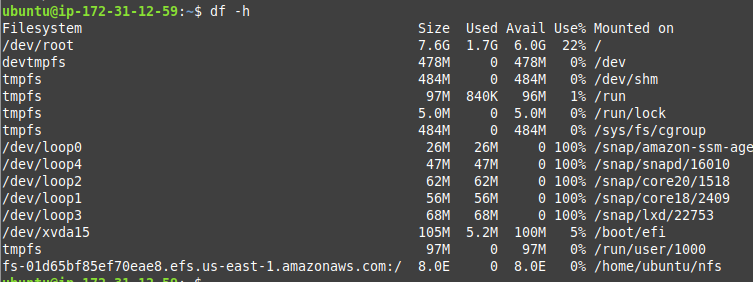 ubuntu@ip-172-31-12-59:~$ df -h
Filesystem Size Used Avail Use% Mounted on
/dev/root 7.6G 1.7G 6.0G 22% /
devtmpfs 478M 0 478M 0% /dev
tmpfs 484M 0 484M 0% /dev/shm
tmpfs 97M 840K 96M 1% /run
tmpfs 5.0M 0 5.0M 0% /run/lock
tmpfs 484M 0 484M 0% /sys/fs/cgroup
/dev/loop0 26M 26M 0 100% /snap/amazon-ssm-age
/dev/loop4 47M 47M 0 100% /snap/snapd/16010
/dev/loop2 62M 62M 0 100% /snap/core20/1518
/dev/loop1 56M 56M 0 100% /snap/core18/2409
/dev/loop3 68M 68M 0 100% /snap/lxd/22753
/dev/xvda15 105M 5.2M 100M 5% /boot/efi
tmpfs 97M 0 97M 0% /run/user/1000
fs-01d65bf85ef70eae8.efs.us-east-1.amazonaws.com:/ 8.0E 0 8.0E 0% /home/ubuntu/nfs
ubuntu@ip-172-31-12-59:~$